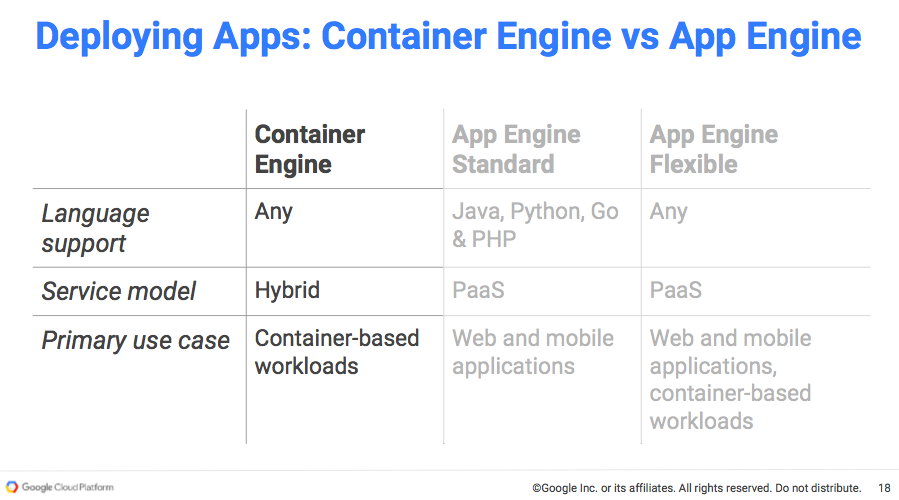 Deploying Apps: Container Engine vs App Engine
Container
Engine
App Engine
Standard
App Engine
Flexible
Language
support
Any
Java, Python, Go
& PHP
Any
Service model
Hybrid
PaaS
PaaS
Primary use case
Container-based
workloads
Web and mobile
applications
Web and mobile
applications,
container-based
workloads
Google Cloud Platform
©Google Inc. or its affiliates. All rights reserved. Do not distribute.
18